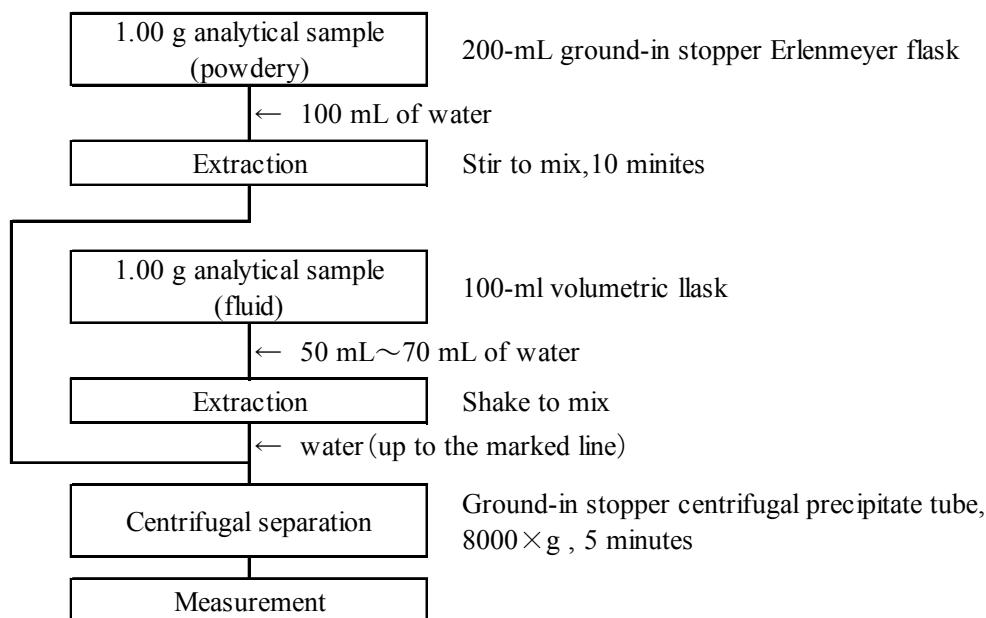 1.00 g analytical sample
(powdery)
200-mL ground-in stopper Erlenmeyer flask
← 100 mL of water
Extraction
Stir to mix,10 minites
1.00 g analytical sample
(fluid)
100-ml volumetric llask
← 50 mL～70 mL of water
Extraction
Shake to mix
← water(up to the marked line)
Centrifugal separation
Ground-in stopper centrifugal precipitate tube,
8000×g , 5 minutes
Measurement